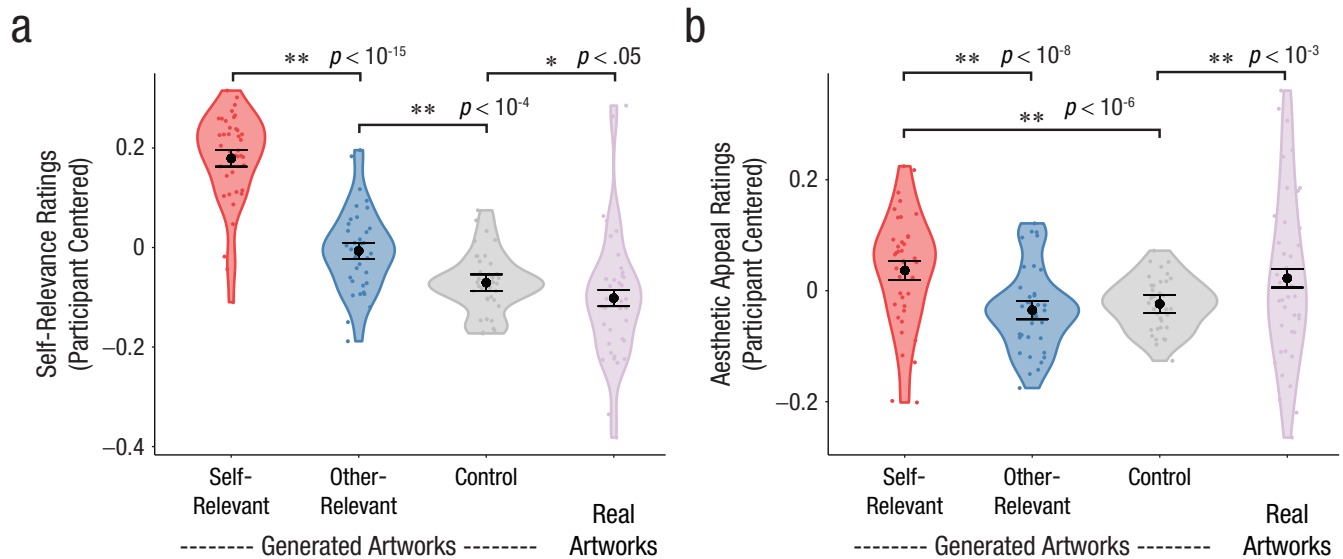 a
** p < 10-15
* p < .05
** p < 10-4
Self-Relevance Ratings
(Participant Centered)
0.2
0
−0.2
−0.4
Self-
Relevant
Other-
Relevant
Control
Real
Artworks
------- Generated Artworks -------
b
** p < 10-8
** p < 10-3
** p < 10-6
Aesthetic Appeal Ratings
(Participant Centered)
0.2
0
−0.2
Self-
Relevant
Other-
Relevant
Control
Real
Artworks
------- Generated Artworks -------